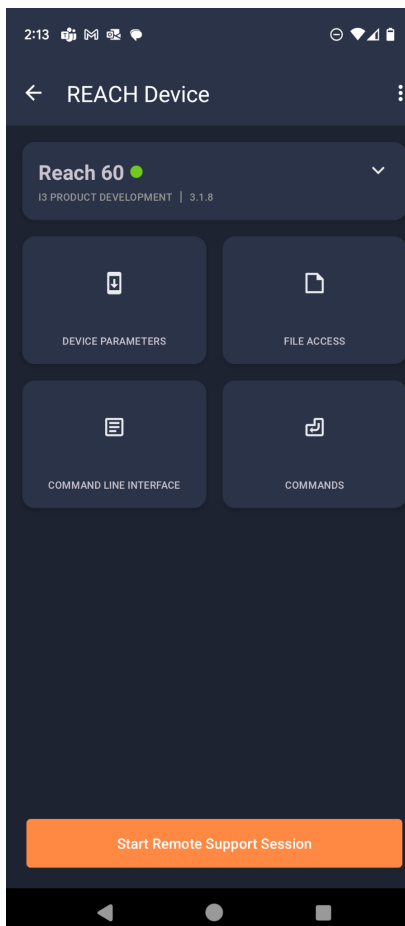 2:13
REACH Device
Reach 60
I3 PRODUCT DEVELOPMENT | 3.1.8
DEVICE PARAMETERS
FILE ACCESS
COMMAND LINE INTERFACE
COMMANDS
Start Remote Support Session